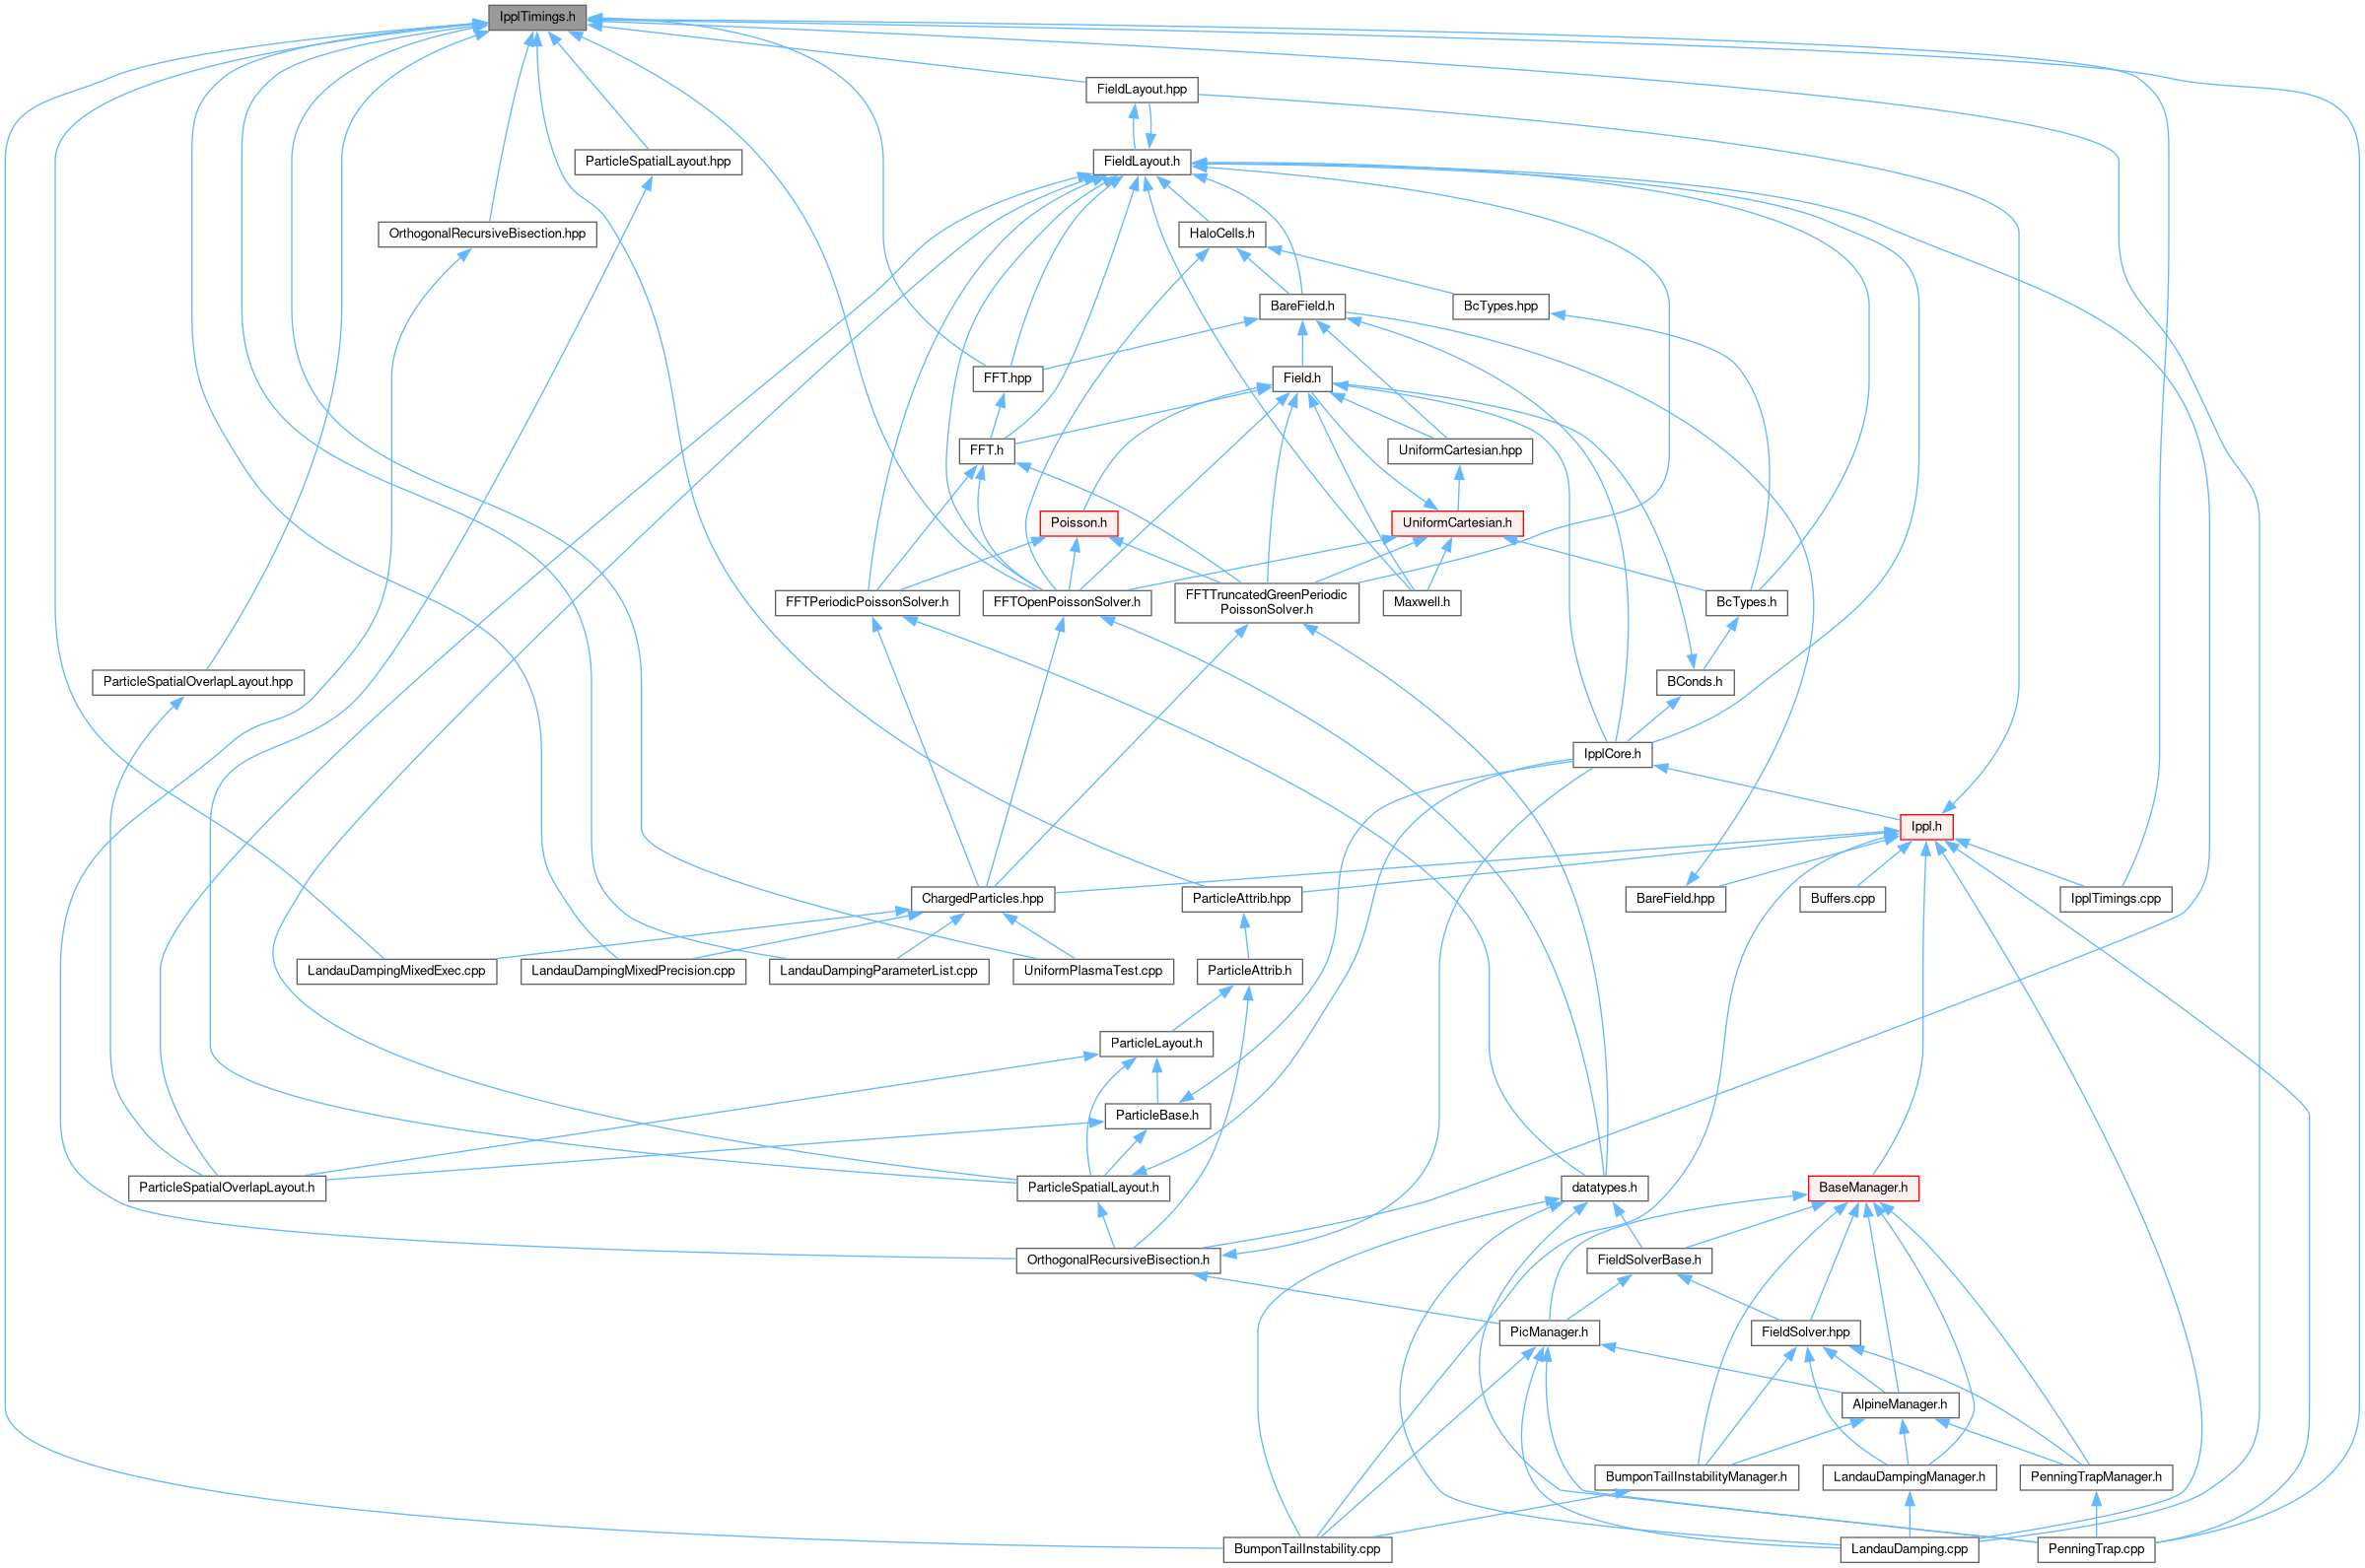 IpplTimings.h
FieldLayout.hpp
ParticleSpatialLayout.hpp
FieldLayout.h
OrthogonalRecursiveBisection.hpp
HaloCells.h
BareField.h
BcTypes.hpp
FFT.hpp
Field.h
FFT.h
UniformCartesian.hpp
Poisson.h
UniformCartesian.h
FFTPeriodicPoissonSolver.h
FFTOpenPoissonSolver.h
FFTTruncatedGreenPeriodic
PoissonSolver.h
Maxwell.h
BcTypes.h
ParticleSpatialOverlapLayout.hpp
BConds.h
IpplCore.h
Ippl.h
ChargedParticles.hpp
ParticleAttrib.hpp
BareField.hpp
Buffers.cpp
IpplTimings.cpp
LandauDampingMixedExec.cpp
LandauDampingMixedPrecision.cpp
LandauDampingParameterList.cpp
UniformPlasmaTest.cpp
ParticleAttrib.h
ParticleLayout.h
ParticleBase.h
ParticleSpatialOverlapLayout.h
ParticleSpatialLayout.h
datatypes.h
BaseManager.h
OrthogonalRecursiveBisection.h
FieldSolverBase.h
PicManager.h
FieldSolver.hpp
AlpineManager.h
BumponTailInstabilityManager.h
LandauDampingManager.h
PenningTrapManager.h
BumponTailInstability.cpp
LandauDamping.cpp
PenningTrap.cpp